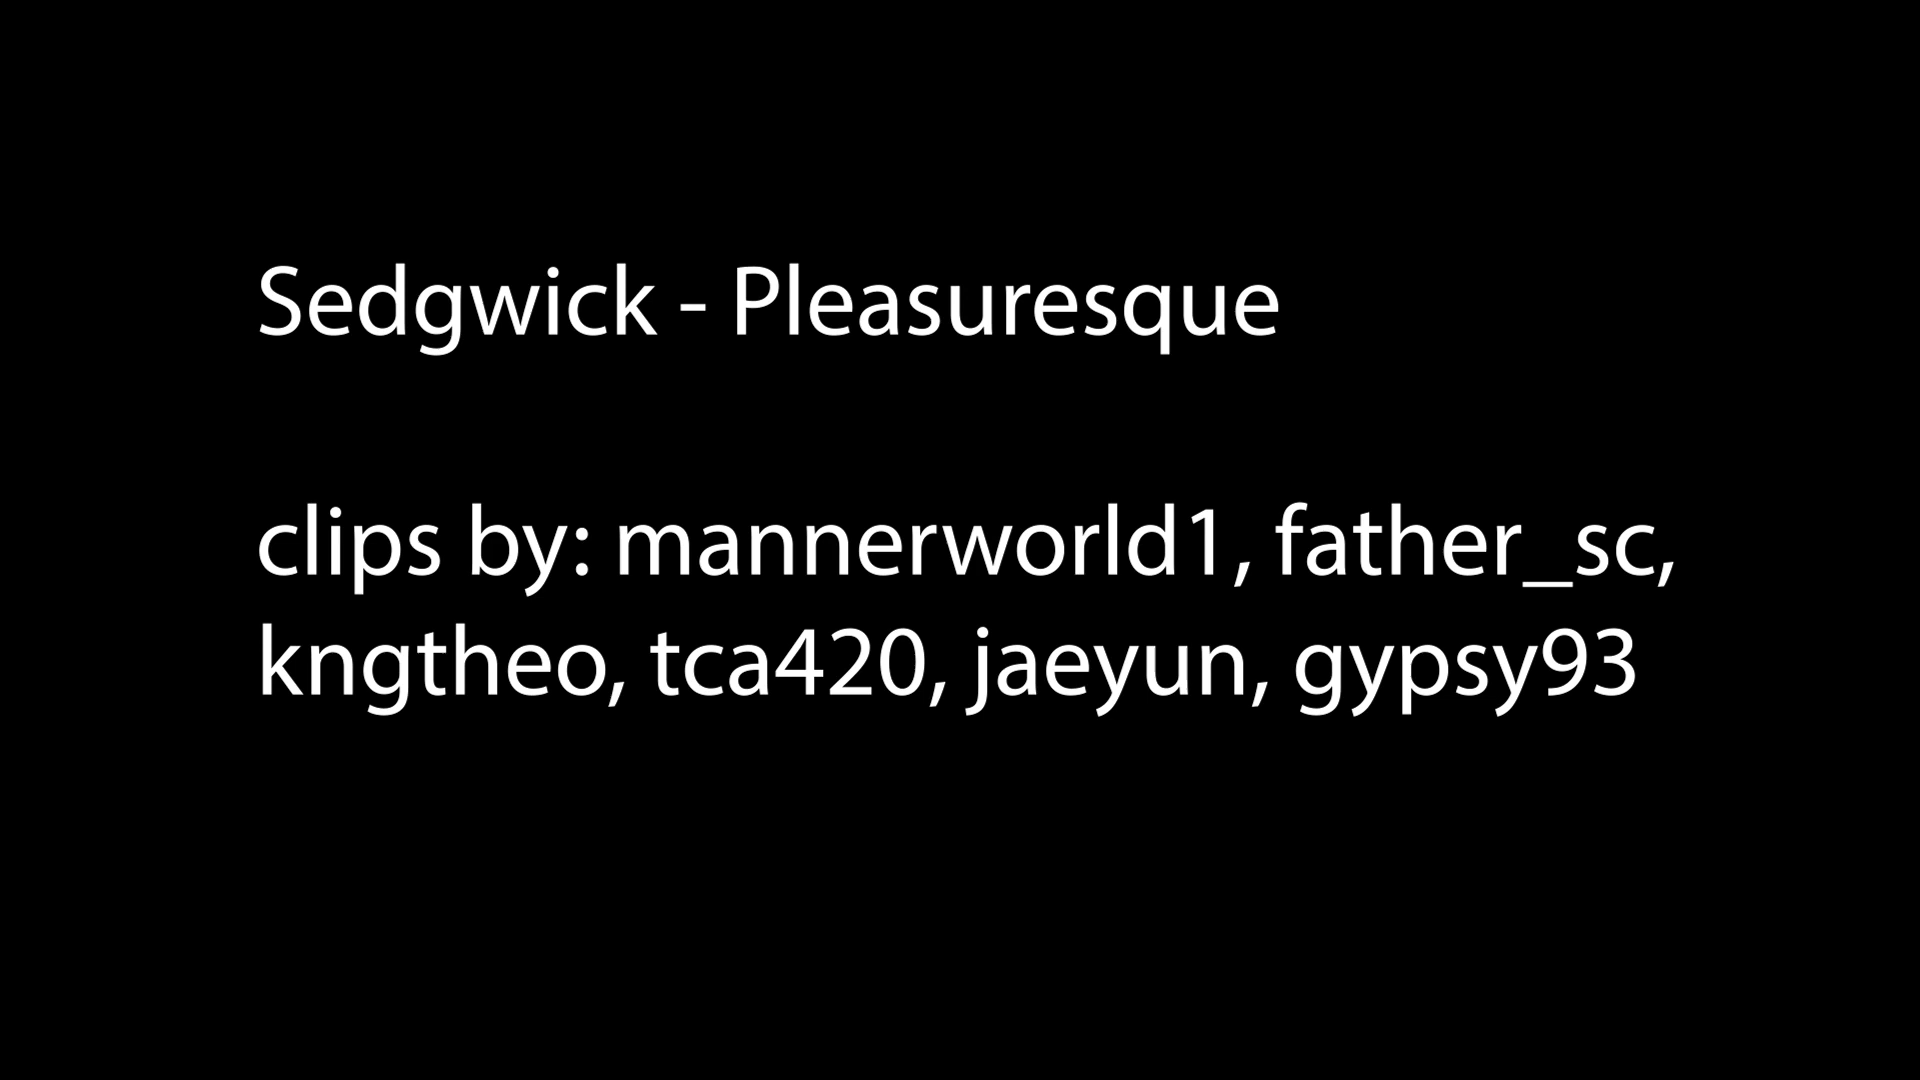 Sedgwick - Pleasuresque
clips by: mannerworld1, father_sc,
kngtheo, tca420, jaeyun, gypsy93